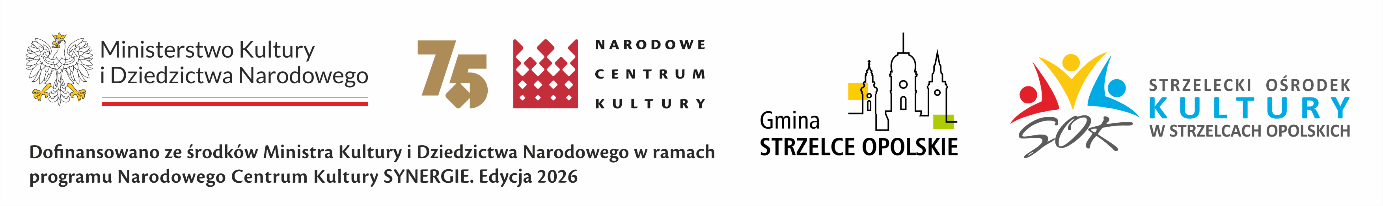 Ministerstwo Kultury
i Dziedzictwa Narodowego
75
NARODOWE
CENTRUM
KULTURY
Dofinansowano ze środków Ministra Kultury i Dziedzictwa Narodowego w ramach
programu Narodowego Centrum Kultury SYNERGIE. Edycja 2026
Gmina
STRZELCE OPOLSKIE
SOK
STRZELECKI OŚRODEK
KULTURY
W STRZELCACH OPOLSKICH